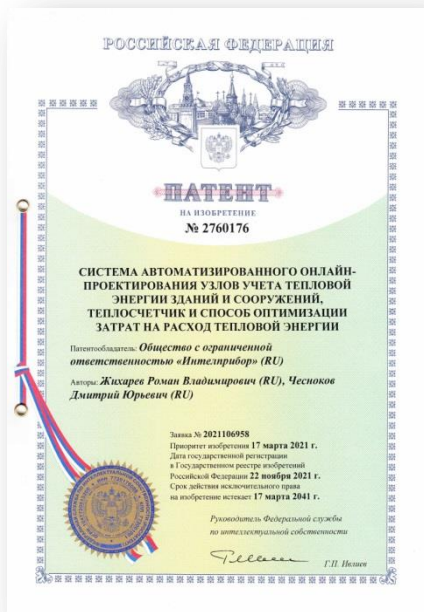 РОССИЙСКАЯ ФЕДЕРАЦИЯ
ПАТЕНТ
НА ИЗОБРЕТЕНИЕ
№ 2760176
СИСТЕМА АВТОМАТИЗИРОВАННОГО ОНЛАЙН-
ПРОЕКТИРОВАНИЯ УЗЛОВ УЧЕТА ТЕПЛОВОЙ
ЭНЕРГИИ ЗДАНИЙ И СООРУЖЕНИЙ,
ТЕПЛОСЧЕТЧИК И СПОСОБ ОПТИМИЗАЦИИ
ЗАТРАТ НА РАСХОД ТЕПЛОВОЙ ЭНЕРГИИ
Патентообладатель: Общество с ограниченной
ответственностью «Интелприбор» (RU)
Авторы: Жихарев Роман Владимирович (RU), Чесноков
Дмитрий Юрьевич (RU)
Заявка № 2021106958
Приоритет изобретения 17 марта 2021 г.
Дата государственной регистрации
в Государственном реестре изобретений
Российской Федерации 22 ноября 2021 г.
Срок действия исключительного права
на изобретение истекает 17 марта 2041 г.
Руководитель Федеральной службы
по интеллектуальной собственности
Г.П. Ивлиев